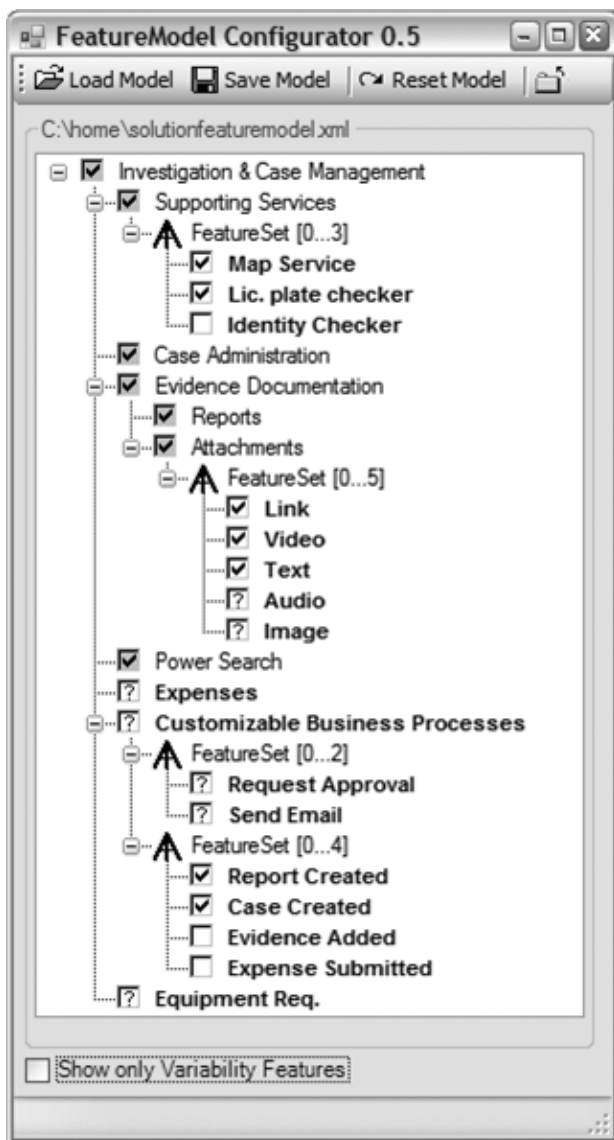 FeatureModel Configurator 0.5
Load Model Save Model Reset Model
C:\home\solutionfeaturemodel.xml
Investigation & Case Management
Supporting Services
FeatureSet [0...3]
Map Service
Lic. plate checker
Identity Checker
Case Administration
Evidence Documentation
Reports
Attachments
FeatureSet [0...5]
Link
Video
Text
? Audio
? Image
Power Search
? Expenses
? Customizable Business Processes
FeatureSet [0...2]
? Request Approval
? Send Email
FeatureSet [0...4]
Report Created
Case Created
Evidence Added
Expense Submitted
? Equipment Req.
Show only Variability Features